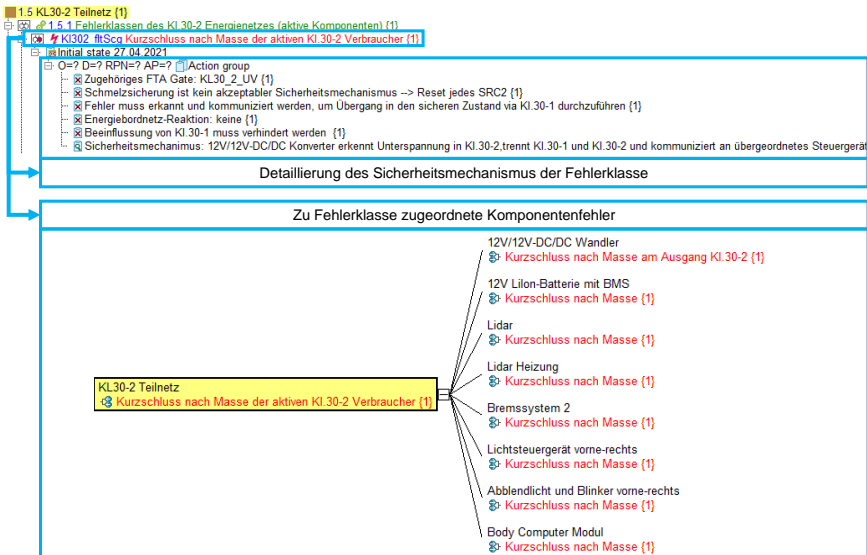 1.5 KL30-2 Teilnetz {1}
1.5.1 Fehlerklassen des Kl.30-2 Energienetzes (aktive Komponenten) {1}
Kl302_fltScg Kurzschluss nach Masse der aktiven Kl.30-2 Verbraucher {1}
Initial state 27.04.2021
O=? D=? RPN=? AP=? Action group
Zugehöriges FTA Gate: KL30_2_UV {1}
Schmelzsicherung ist kein akzeptabler Sicherheitsmechanismus --> Reset jedes SRC2 {1}
Fehler muss erkannt und kommuniziert werden, um Übergang in den sicheren Zustand via Kl.30-1 durchzuführen {1}
Energiebordnetz-Reaktion: keine {1}
Beeinflussung von Kl.30-1 muss verhindert werden {1}
Sicherheitsmechanimus: 12V/12V-DC/DC Konverter erkennt Unterspannung in Kl.30-2,trennt Kl.30-1 und Kl.30-2 und kommuniziert an übergeordnetes Steuergerät
Detaillierung des Sicherheitsmechanismus der Fehlerklasse
Zu Fehlerklasse zugeordnete Komponentenfehler
12V/12V-DC/DC Wandler
Kurzschluss nach Masse am Ausgang Kl.30-2 {1}
12V LiIon-Batterie mit BMS
Kurzschluss nach Masse {1}
Lidar
Kurzschluss nach Masse {1}
Lidar Heizung
Kurzschluss nach Masse {1}
KL30-2 Teilnetz
Kurzschluss nach Masse der aktiven Kl.30-2 Verbraucher {1}
Bremssystem 2
Kurzschluss nach Masse {1}
Lichtsteuergerät vorne-rechts
Kurzschluss nach Masse {1}
Abblendlicht und Blinker vorne-rechts
Kurzschluss nach Masse {1}
Body Computer Modul
Kurzschluss nach Masse {1}